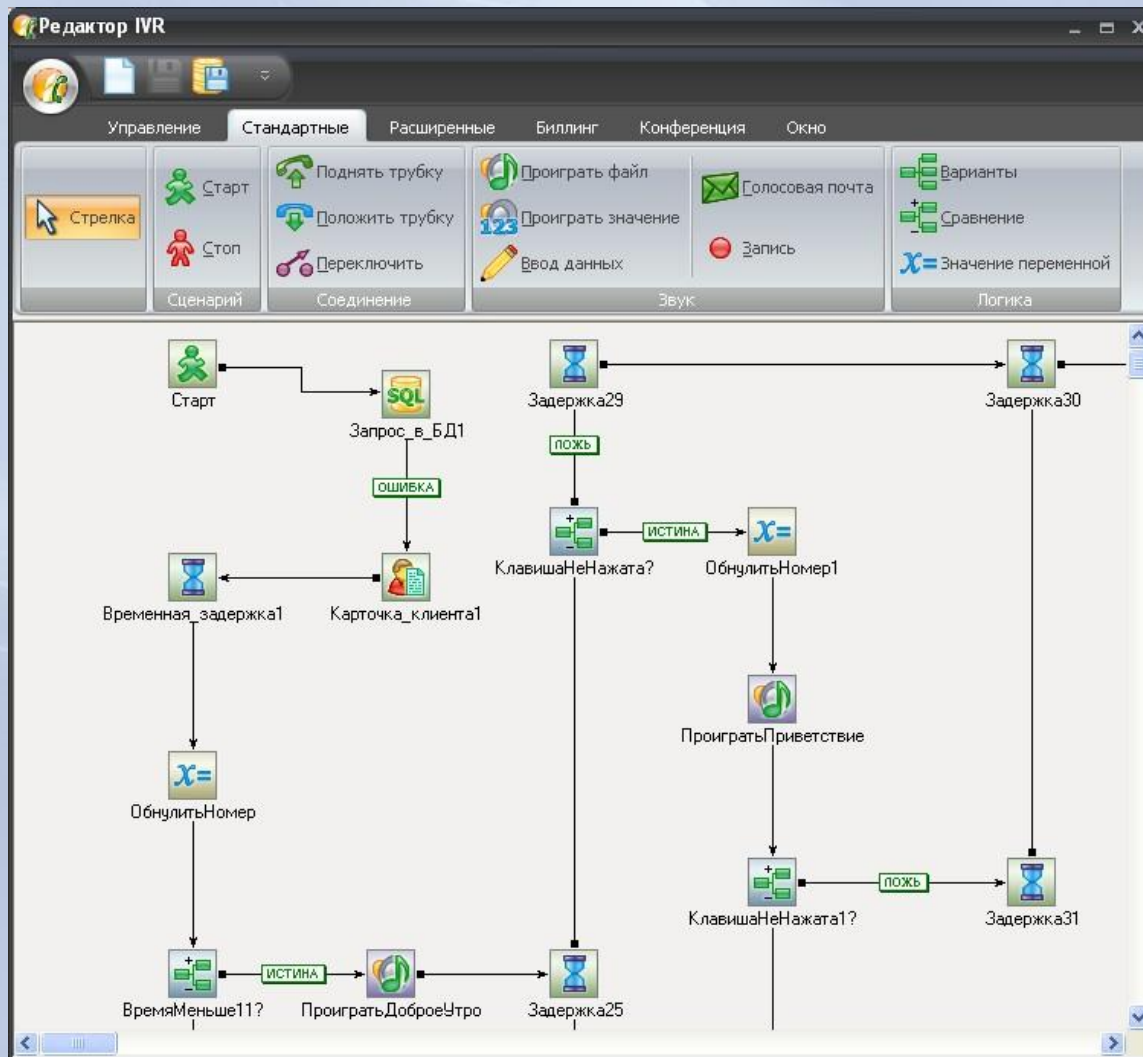 Редактор IVR
Управление Стандартные Расширенные Биллинг Конференция Окно
Стрелка
Старт
Стоп
Сценарий
Поднять трубку
Положить трубку
Переключить
Соединение
Проиграть файл
123 Проиграть значение
Ввод данных
Голосовая почта
Запись
Звук
Варианты
Сравнение
X= Значение переменной
Логика
Старт
SQL
Запрос_в_БД1
Задержка29
Задержка30
ОШИБКА
ЛОЖЬ
ИСТИНА
X=
КлавишаНеНажата?
ОбнулитьНомер1
Временная_задержка1
Карточка_клиента1
ПроигратьПриветствие
X=
ОбнулитьНомер
ЛОЖЬ
КлавишаНеНажата1?
Задержка31
ИСТИНА
ВремяМеньше11?
ПроигратьДоброеУтро
Задержка25